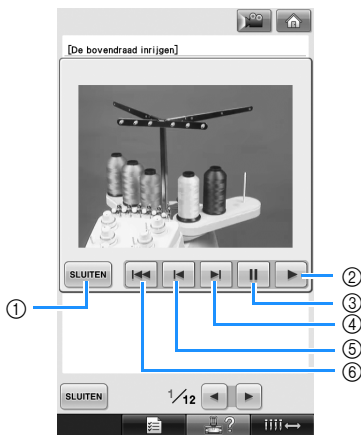 [De bovendraad inrijgen]
SLUITEN
①
②
③
④
⑤
⑥
SLUITEN
1/12
?